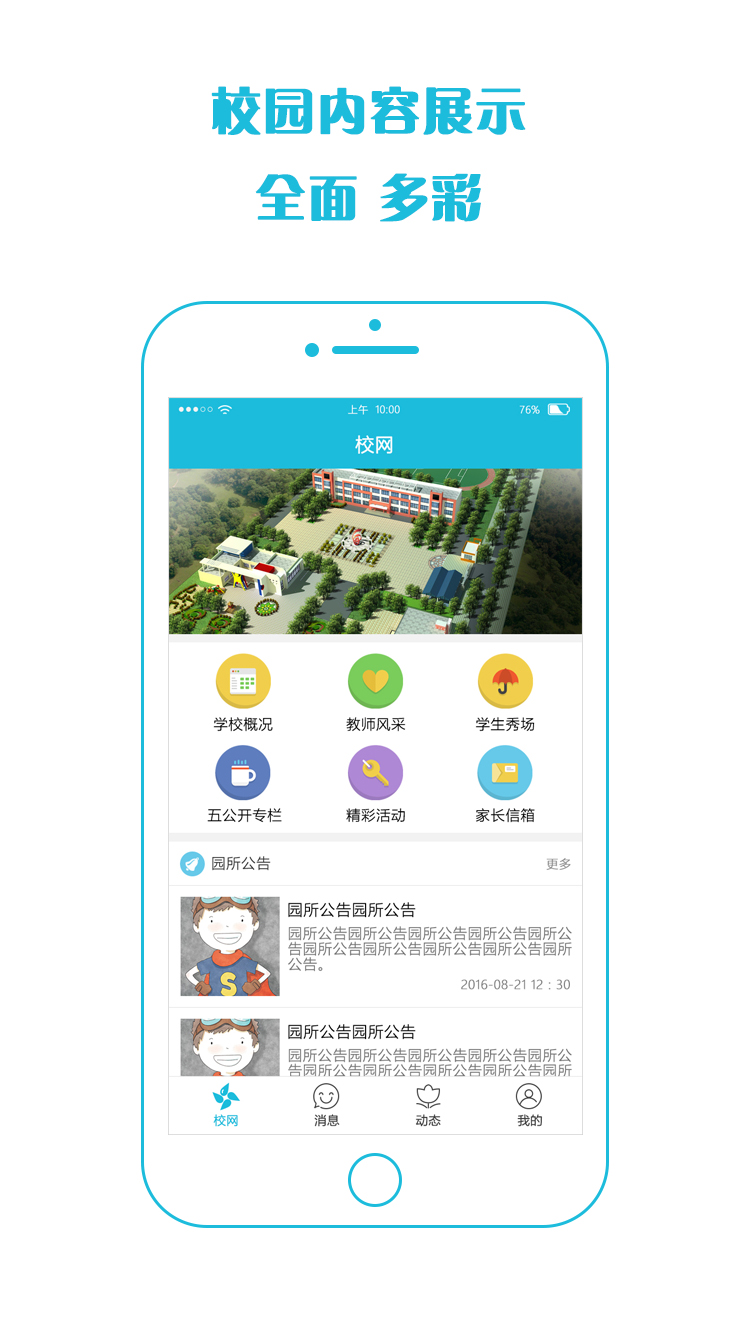 校园内容展示
全面 多彩
上午 10:00
76%
校网
学校概况 教师风采 学生秀场
五公开专栏 精彩活动 家长信箱
园所公告 更多
园所公告园所公告
园所公告园所公告园所公告园所公告园所公
告园所公告园所公告园所公告园所公告园所
公告。
S
2016-08-21 12：30
园所公告园所公告
园所公告园所公告园所公告园所公告园所公
告园所公告园所公告园所公告园所公告园所
校网 消息 动态 我的